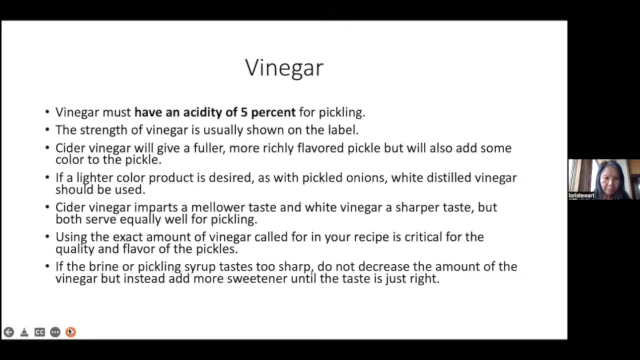 Vinegar
• Vinegar must have an acidity of 5 percent for pickling.
• The strength of vinegar is usually shown on the label.
• Cider vinegar will give a fuller, more richly flavored pickle but will also add some
color to the pickle.
• If a lighter color product is desired, as with pickled onions, white distilled vinegar
should be used.
• Cider vinegar imparts a mellower taste and white vinegar a sharper taste, but
both serve equally well for pickling.
• Using the exact amount of vinegar called for in your recipe is critical for the
quality and flavor of the pickles.
• If the brine or pickling syrup tastes too sharp, do not decrease the amount of the
vinegar but instead add more sweetener until the taste is just right.
CC
loristewart